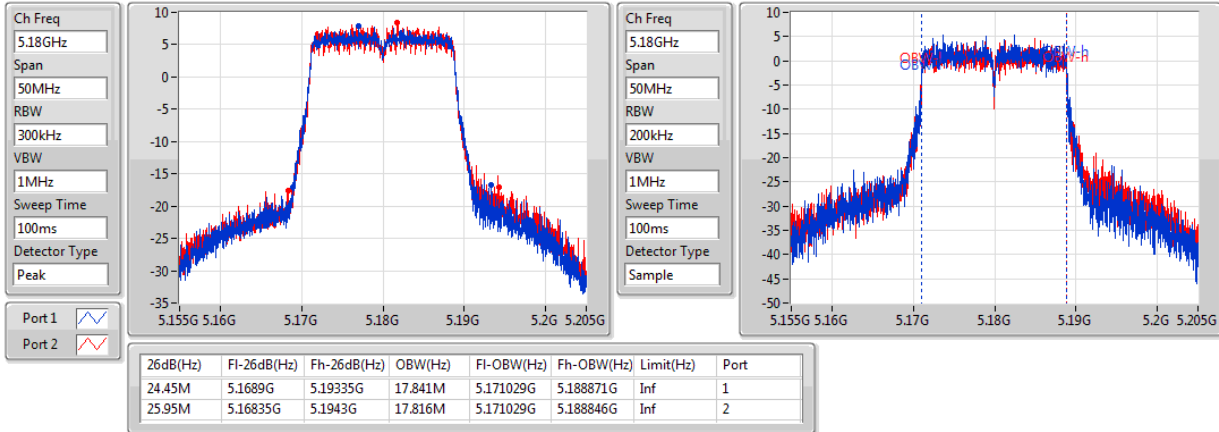 Ch Freq
5.18GHz
Span
50MHz
RBW
300kHz
VBW
1MHz
Sweep Time
100ms
Detector Type
Peak
Port 1
Port 2
10
5
0
-5
-10
-15
-20
-25
-30
-35
5.155G 5.16G 5.17G 5.18G 5.19G 5.2G 5.205G
Ch Freq
5.18GHz
Span
50MHz
RBW
200kHz
VBW
1MHz
Sweep Time
100ms
Detector Type
Sample
10
5
0
-5
-10
-15
-20
-25
-30
-35
-40
-45
-50
OBW-h
5.155G 5.16G 5.17G 5.18G 5.19G 5.2G 5.205G
26dB(Hz) Fl-26dB(Hz) Fh-26dB(Hz) OBW(Hz) Fl-OBW(Hz) Fh-OBW(Hz) Limit(Hz) Port
24.45M 5.1689G 5.19335G 17.841M 5.171029G 5.188871G Inf 1
25.95M 5.16835G 5.1943G 17.816M 5.171029G 5.188846G Inf 2